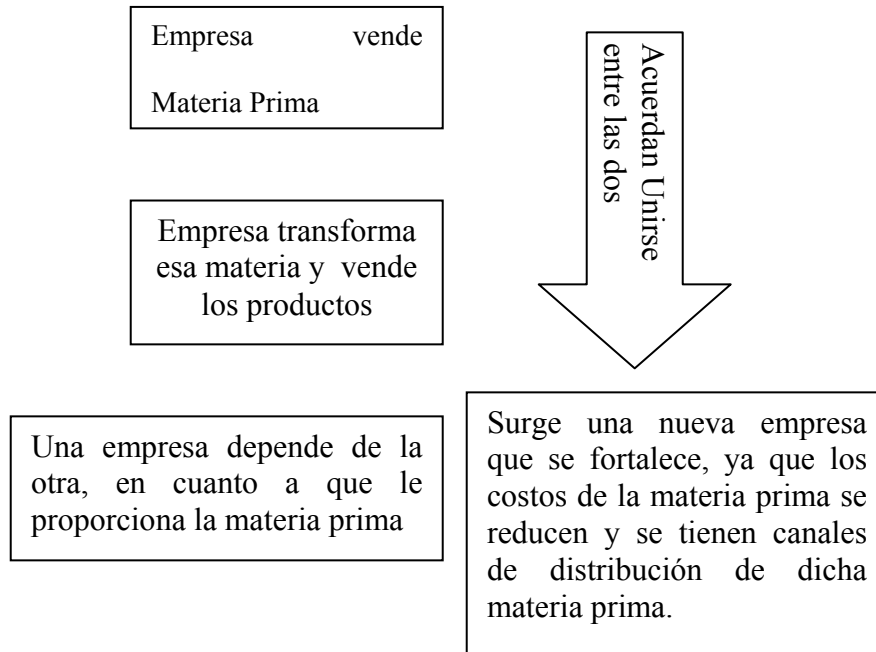 Empresa vende
Materia Prima
Acuerdan Unirse
entre las dos
Empresa transforma
esa materia y vende
los productos
Una empresa depende de la
otra, en cuanto a que le
proporciona la materia prima
Surge una nueva empresa
que se fortalece, ya que los
costos de la materia prima se
reducen y se tienen canales
de distribución de dicha
materia prima.